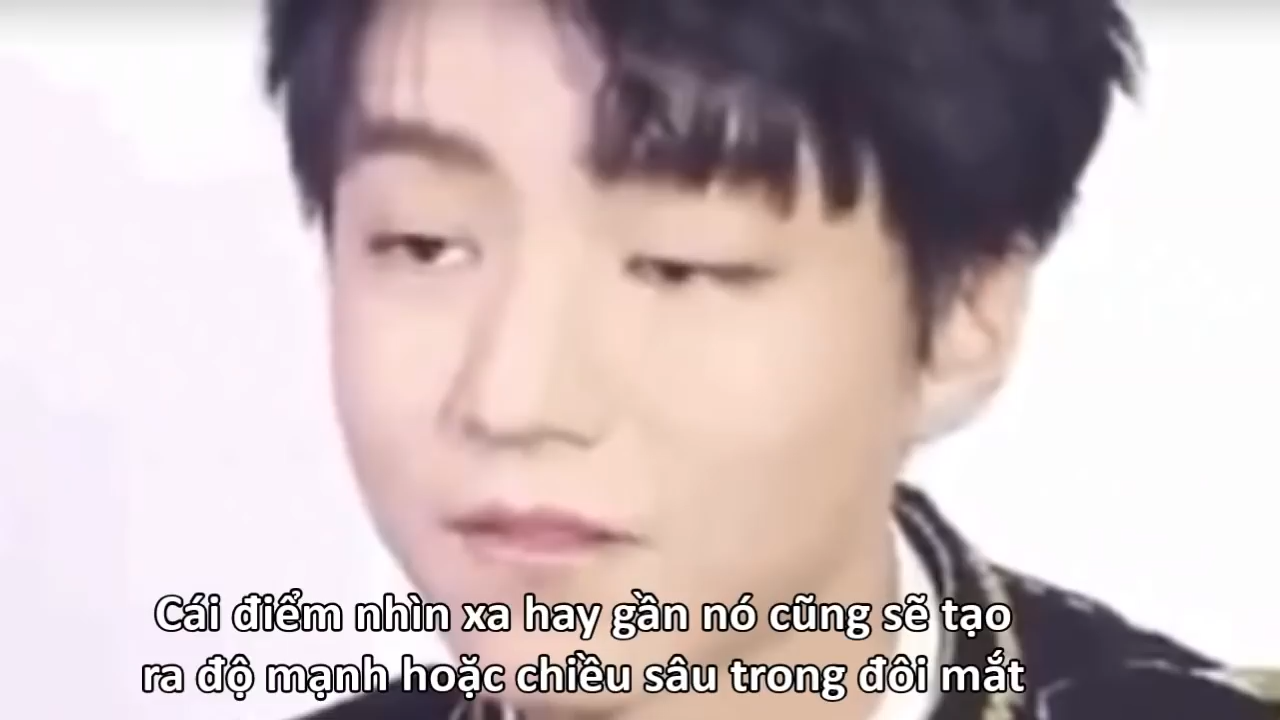 Cái điểm nhìn xa hay gần nó cũng sẽ tạo
ra độ mạnh hoặc chiều sâu trong đôi mắt